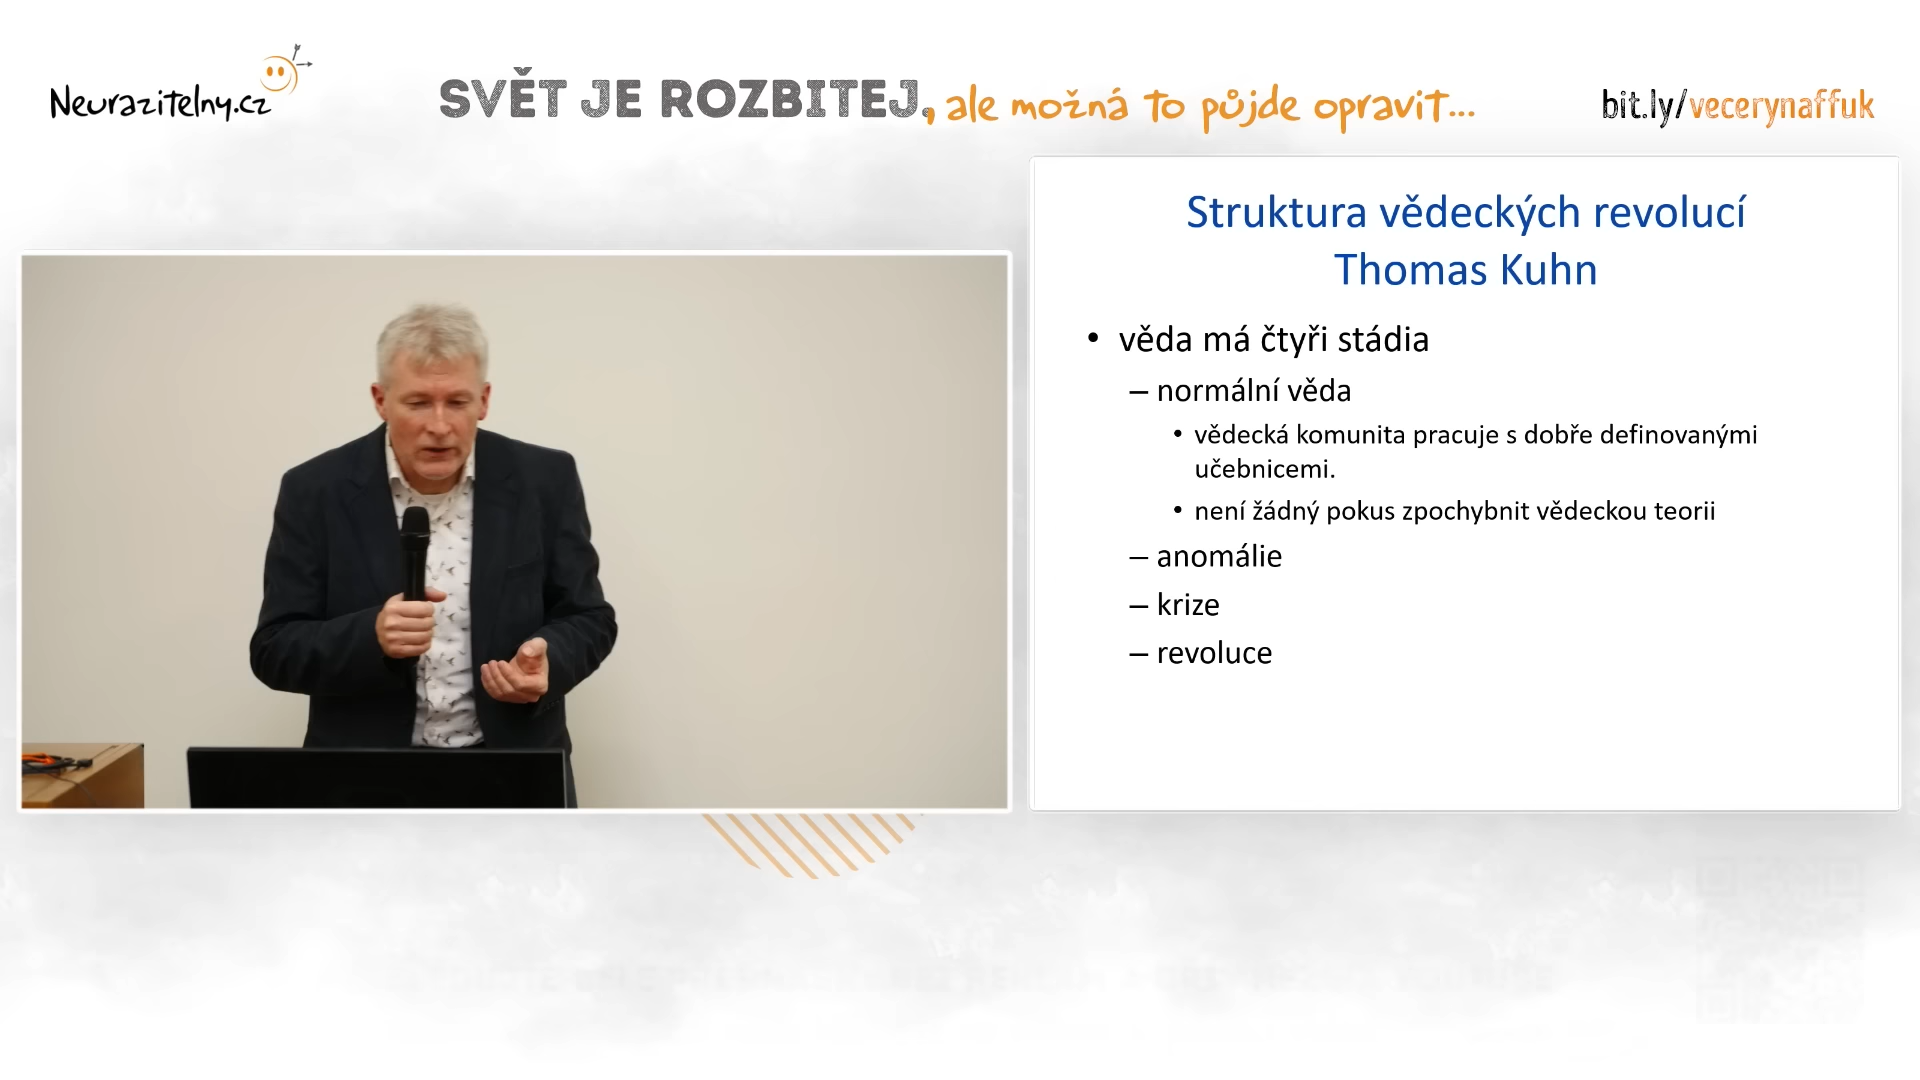 Neurazitelny.cz
SVĚT JE ROZBITEJ, ale možná to půjde opravit...
bit.ly/vecerynaffuk
Struktura vědeckých revolucí
Thomas Kuhn
• věda má čtyři stádia
– normální věda
• vědecká komunita pracuje s dobře definovanými
učebnicemi.
• není žádný pokus zpochybnit vědeckou teorii
– anomálie
– krize
– revoluce